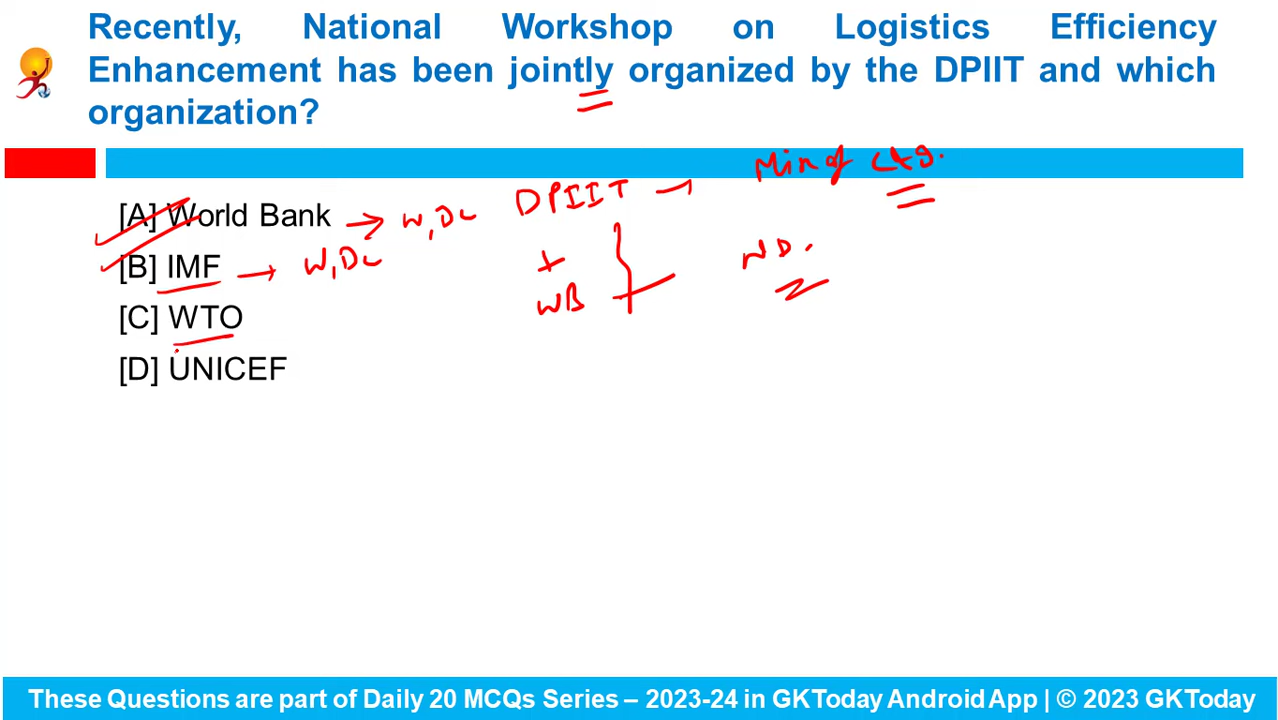 Recently, National Workshop on Logistics Efficiency
Enhancement has been jointly organized by the DPIIT and which
organization?
Min of C&I.
[A] World Bank → W, DC DPIIT →
[B] IMF → W, DC + N D.
WB
[C] WTO
[D] UNICEF
These Questions are part of Daily 20 MCQs Series – 2023-24 in GKToday Android App | © 2023 GKToday